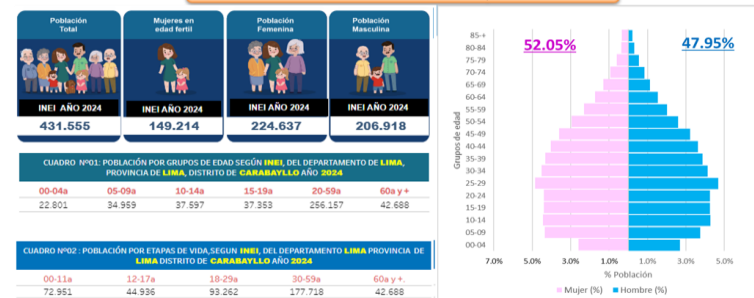 Población
Total
INEI AÑO 2024
431.555
Mujeres en
edad fertil
INEI AÑO 2024
149.214
Población
Femenina
INEI AÑO 2024
224.637
Población
Masculina
INEI AÑO 2024
206.918
CUADRO Nº01: POBLACIÓN POR GRUPOS DE EDAD SEGÚN INEI, DEL DEPARTAMENTO DE LIMA,
PROVINCIA DE LIMA, DISTRITO DE CARABAYLLO AÑO 2024
00-04a 05-09a 10-14a 15-19a 20-59a 60a y +
22.801 34.959 37.597 37.353 256.157 42.688
CUADRO Nº02 : POBLACIÓN POR ETAPAS DE VIDA,SEGUN INEI, DEL DEPARTAMENTO LIMA PROVINCIA DE
LIMA DISTRITO DE CARABAYLLO AÑO 2024
00-11a 12-17a 18-29a 30-59a 60a y +.
72.951 44.936 93.262 177.718 42.688
52.05% 47.95%
Grupos de edad
85-+
80-84
75-79
70-74
65-69
60-64
55-59
50-54
45-49
40-44
35-39
30-34
25-29
20-24
15-19
10-14
05-09
00-04
7.0% 5.0% 3.0% 1.0% 1.0% 3.0% 5.0%
% Población
Mujer (%) Hombre (%)